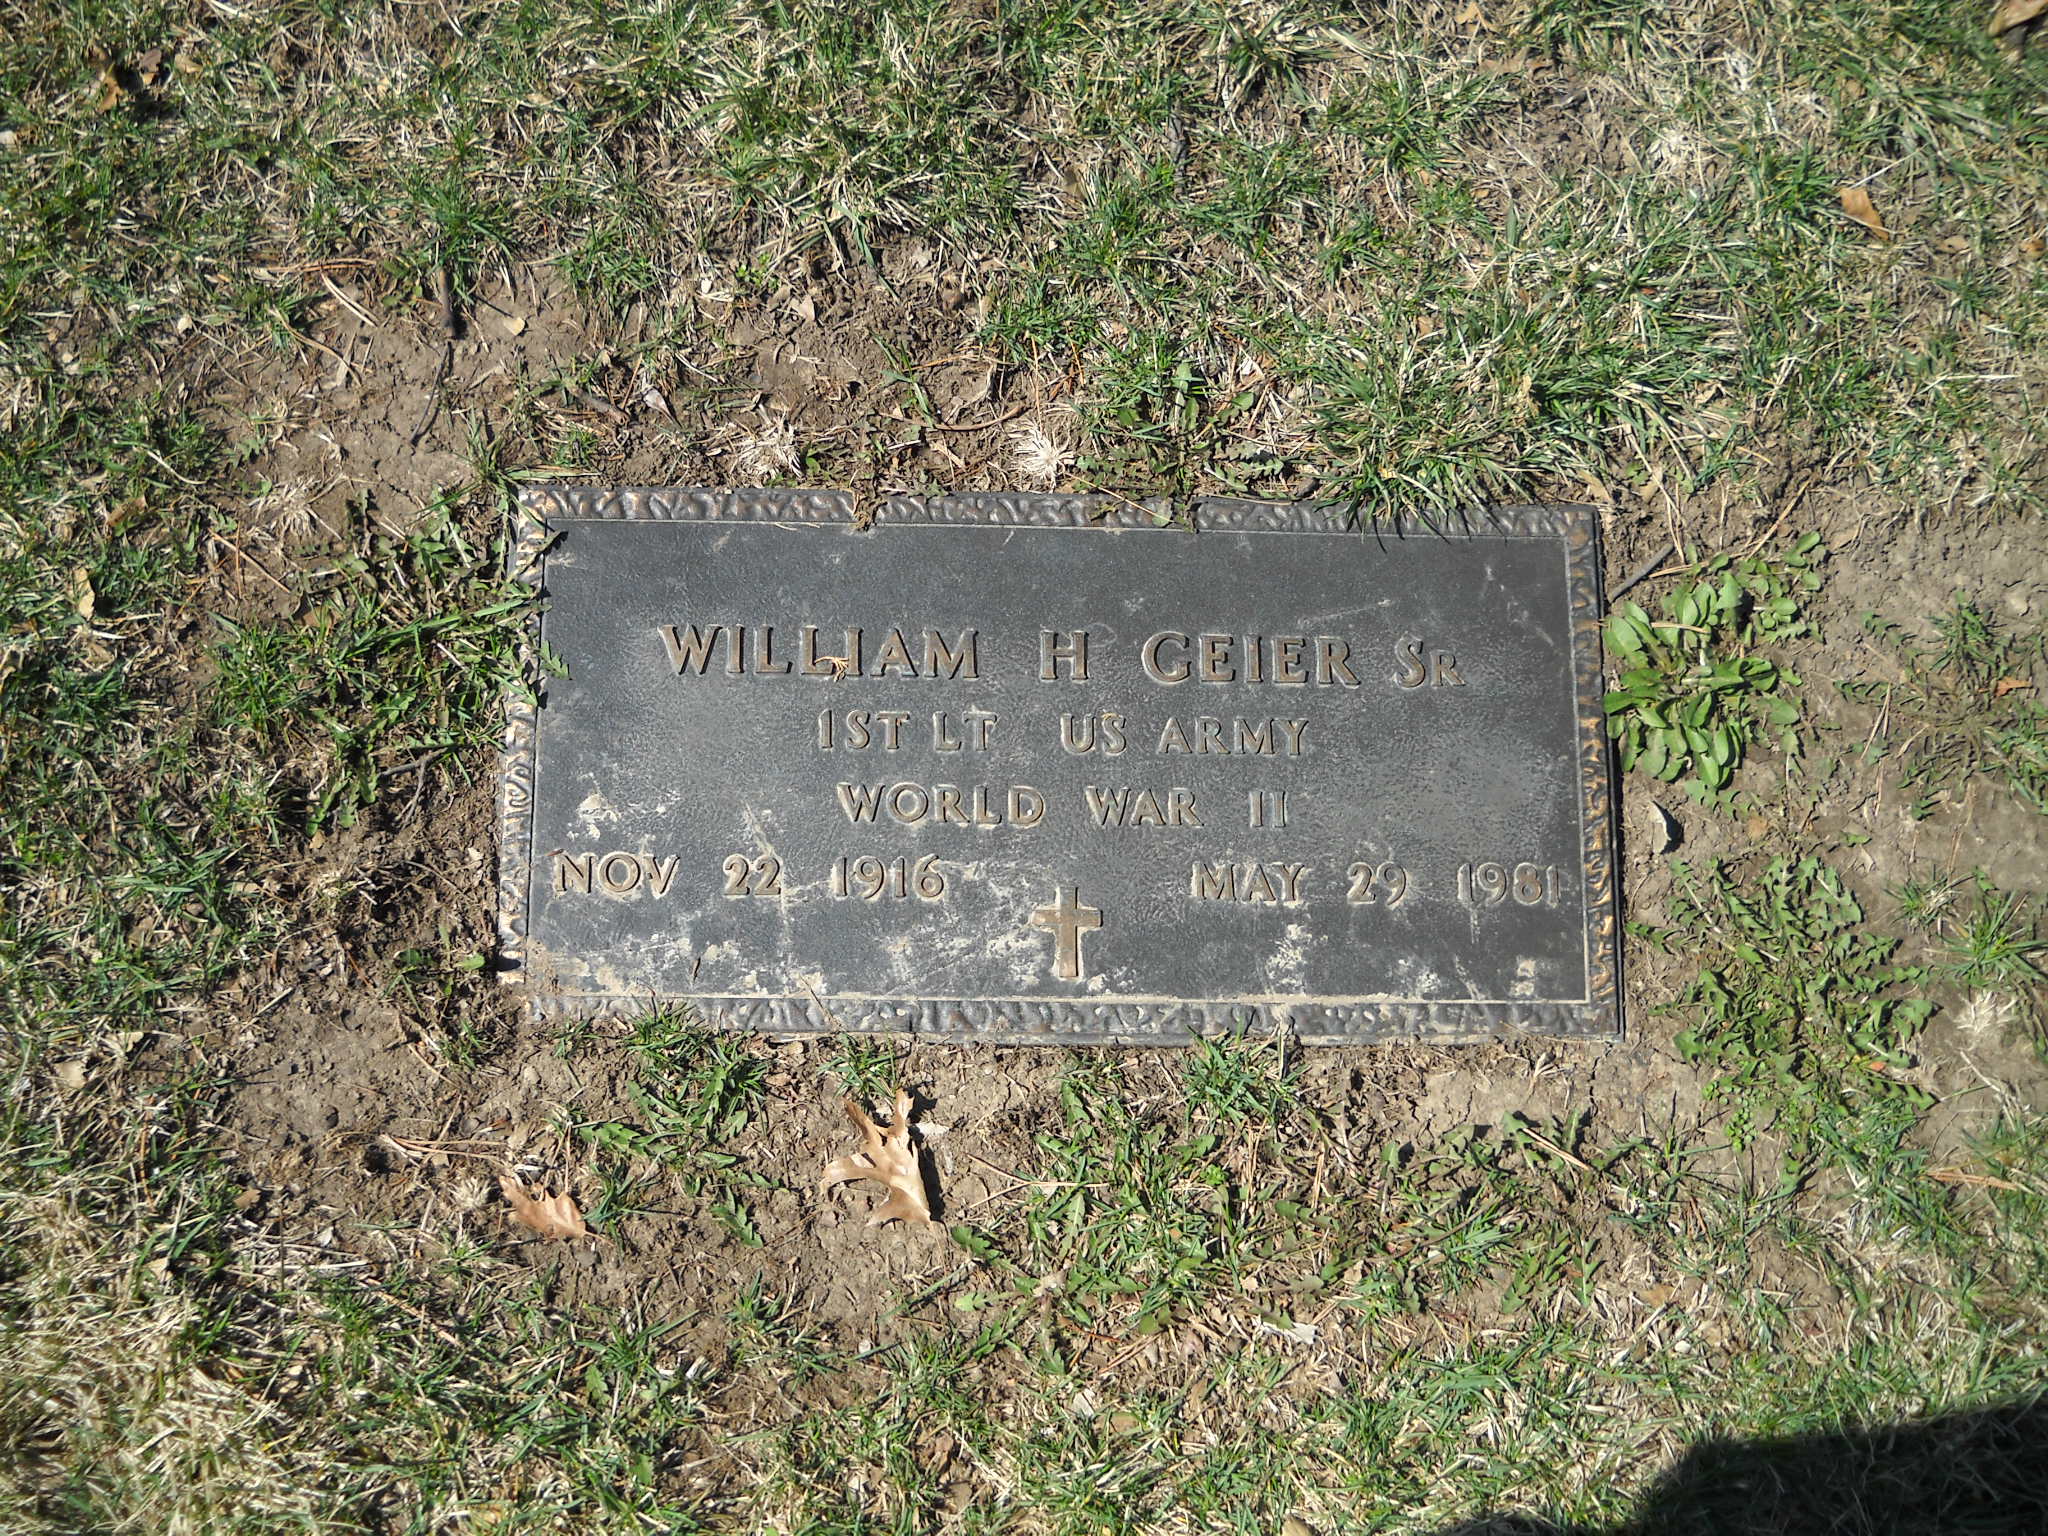 WILLIAM H GEIER SR
1ST LT US ARMY
WORLD WAR II
NOV 22 1916 MAY 29 1981